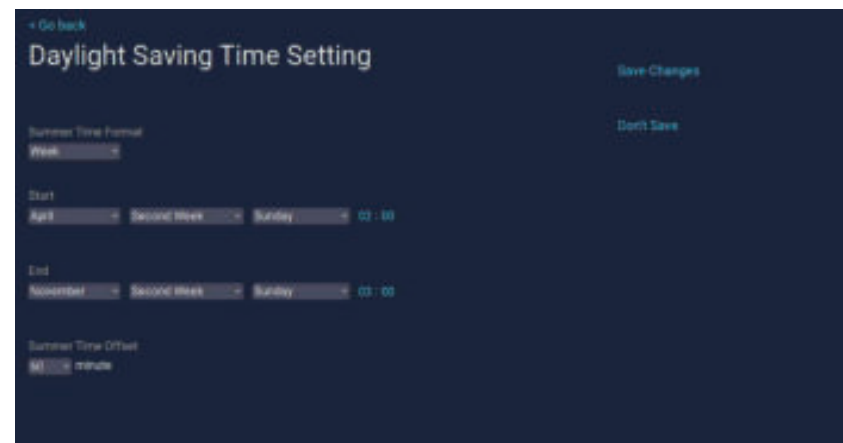 < Go back
Daylight Saving Time Setting
Save Changes
Don't Save
Summer Time Format
Week
Start
April Second Week Sunday 02 : 00
End
November Second Week Sunday 03 : 00
Summer Time Offset
60 minute